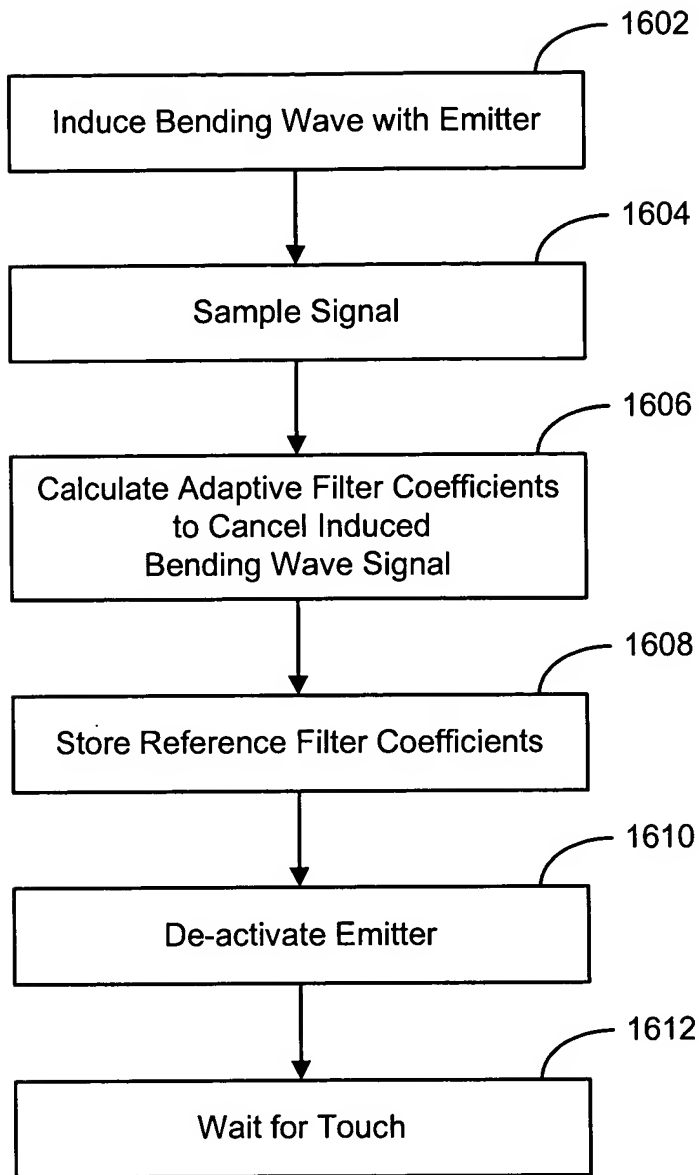 1602
Induce Bending Wave with Emitter
1604
Sample Signal
1606
Calculate Adaptive Filter Coefficients
to Cancel Induced
Bending Wave Signal
1608
Store Reference Filter Coefficients
1610
De-activate Emitter
1612
Wait for Touch